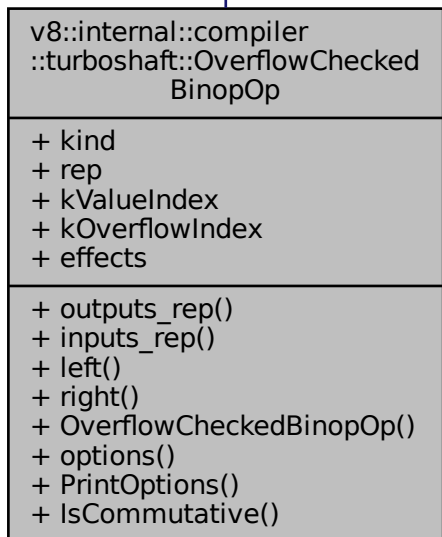 v8::internal::compiler
::turboshaft::OverflowChecked
BinopOp
+ kind
+ rep
+ kValueIndex
+ kOverflowIndex
+ effects
+ outputs_rep()
+ inputs_rep()
+ left()
+ right()
+ OverflowCheckedBinopOp()
+ options()
+ PrintOptions()
+ IsCommutative()